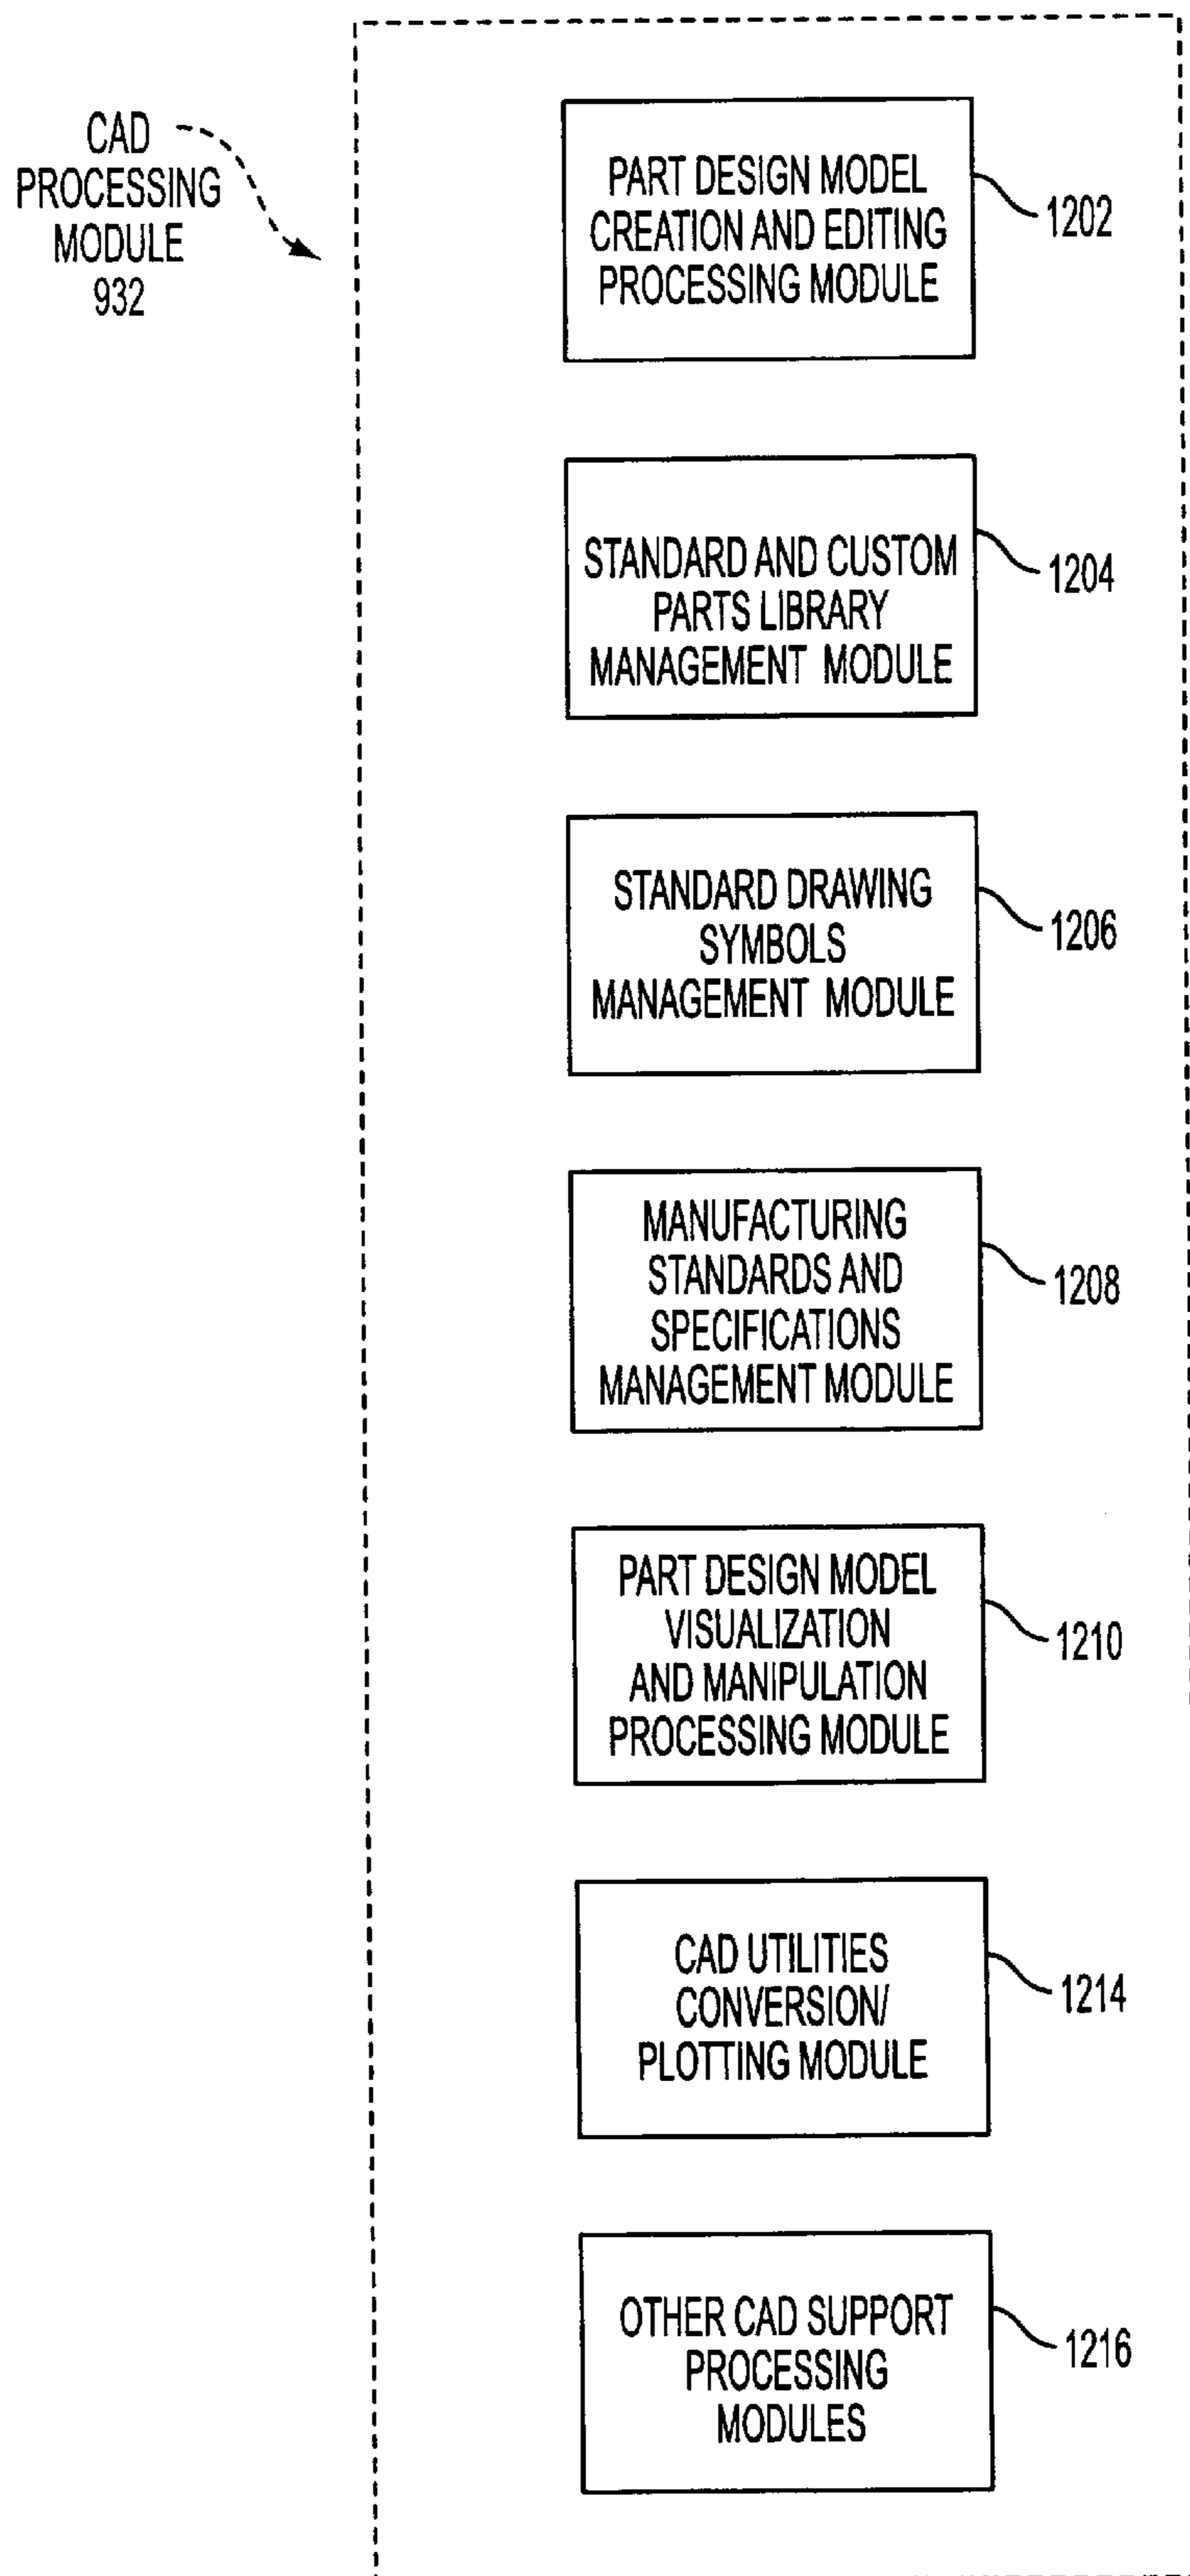 CAD
PROCESSING
MODULE
932
PART DESIGN MODEL
CREATION AND EDITING
PROCESSING MODULE
1202
STANDARD AND CUSTOM
PARTS LIBRARY
MANAGEMENT MODULE
1204
STANDARD DRAWING
SYMBOLS
MANAGEMENT MODULE
1206
MANUFACTURING
STANDARDS AND
SPECIFICATIONS
MANAGEMENT MODULE
1208
PART DESIGN MODEL
VISUALIZATION
AND MANIPULATION
PROCESSING MODULE
1210
CAD UTILITIES
CONVERSION/
PLOTTING MODULE
1214
OTHER CAD SUPPORT
PROCESSING
MODULES
1216